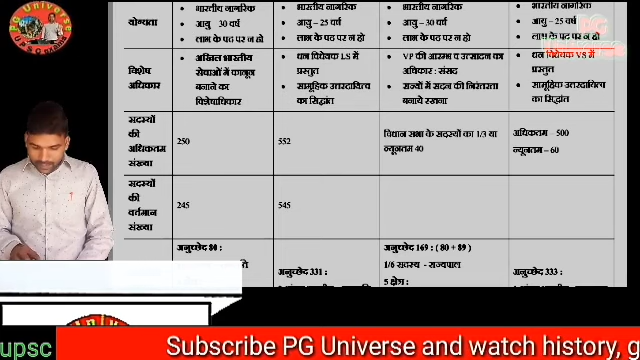 योग्यता
• भारतीय नागरिक
• आयु 30 वर्ष
• लाभ के पद पर न हो
• भारतीय नागरिक
• आयु – 25 वर्ष
• लाभ के पद पर न हो
• भारतीय नागरिक
• आयु – 30 वर्ष
• लाभ के पद पर न हो
• भारतीय नागरिक
• आयु – 25 वर्ष
• लाभ के पद पर न हो
विशेष
अधिकार
• अखिल भारतीय
सेवाओं में कानून
बनाने का
विशेषाधिकार
• धन विधेयक LS में
प्रस्तुत
• सामूहिक उत्तरदायित्व
का सिद्धांत
• VP की आरम्भ व उत्सादन का
अधिकार : संसद
• राज्यों में सदन की निरंतरता
बनाये रखना
• धन विधेयक VS में
प्रस्तुत
• सामूहिक उत्तरदायित्व
का सिद्धांत
सदस्यों
की
अधिकतम
संख्या
250
552
विधान सभा के सदस्यों का 1/3 या
न्यूनतम 40
अधिकतम – 500
न्यूनतम – 60
सदस्यों
की
वर्तमान
संख्या
245
545
अनुच्छेद 80 :
अनुच्छेद 331 :
अनुच्छेद 169 : ( 80 + 89 )
1/6 सदस्य - राज्यपाल
5 क्षेत्र :
अनुच्छेद 333 :
PG
Universe
PG Universe
UPSC
upsc
Subscribe PG Universe and watch history, g